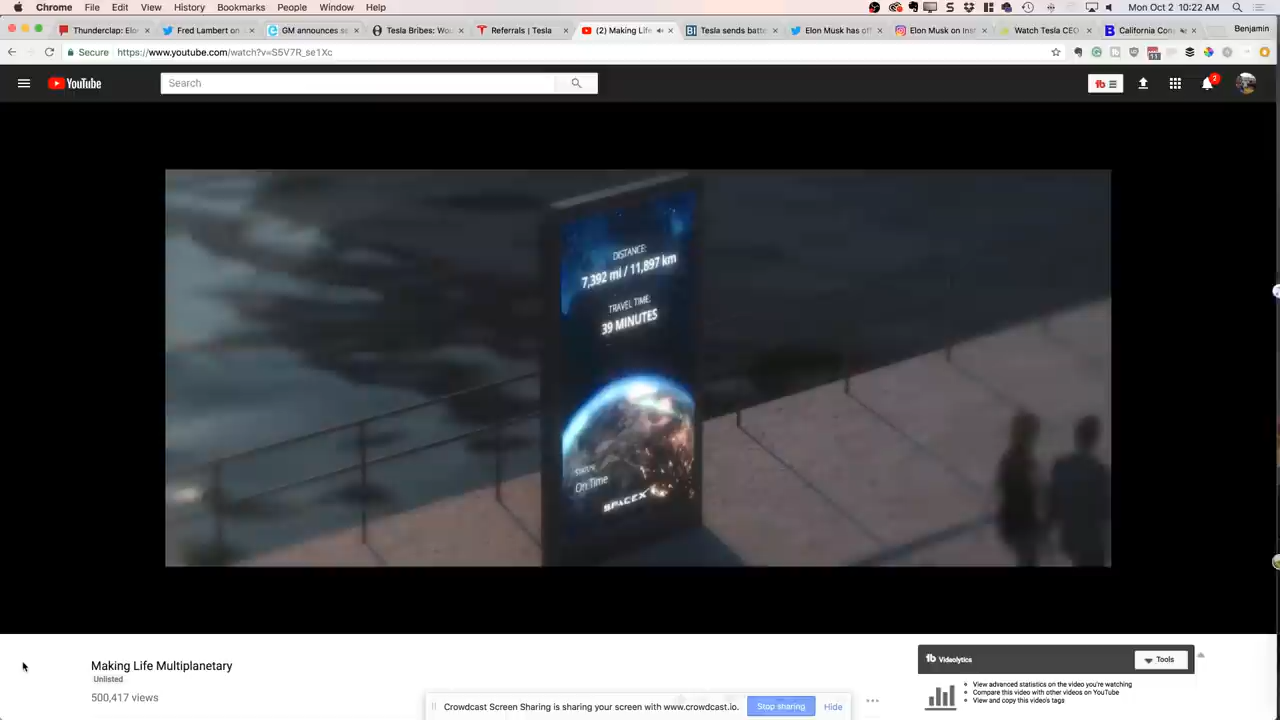 Chrome File Edit View History Bookmarks People Window Help Mon Oct 2 10:22 AM
Thunderclap: Elo Fred Lambert on GM announces s Tesla Bribes: Wo Referrals | Tesla (2) Making Life Tesla sends batt Elon Musk has of Elon Musk on Ins Watch Tesla CEO California Con Benjamin
Secure https://www.youtube.com/watch?v=S5V7R_se1Xc
YouTube Search 2
DISTANCE:
7,392 mi / 11,897 km
TRAVEL TIME:
39 MINUTES
STATUS:
On Time
SPACEX
Making Life Multiplanetary
Unlisted
500,417 views
Videolytics Tools
View advanced statistics on the video you're watching
Compare this video with other videos on YouTube
View and copy this video's tags
Crowdcast Screen Sharing is sharing your screen with www.crowdcast.io. Stop sharing Hide